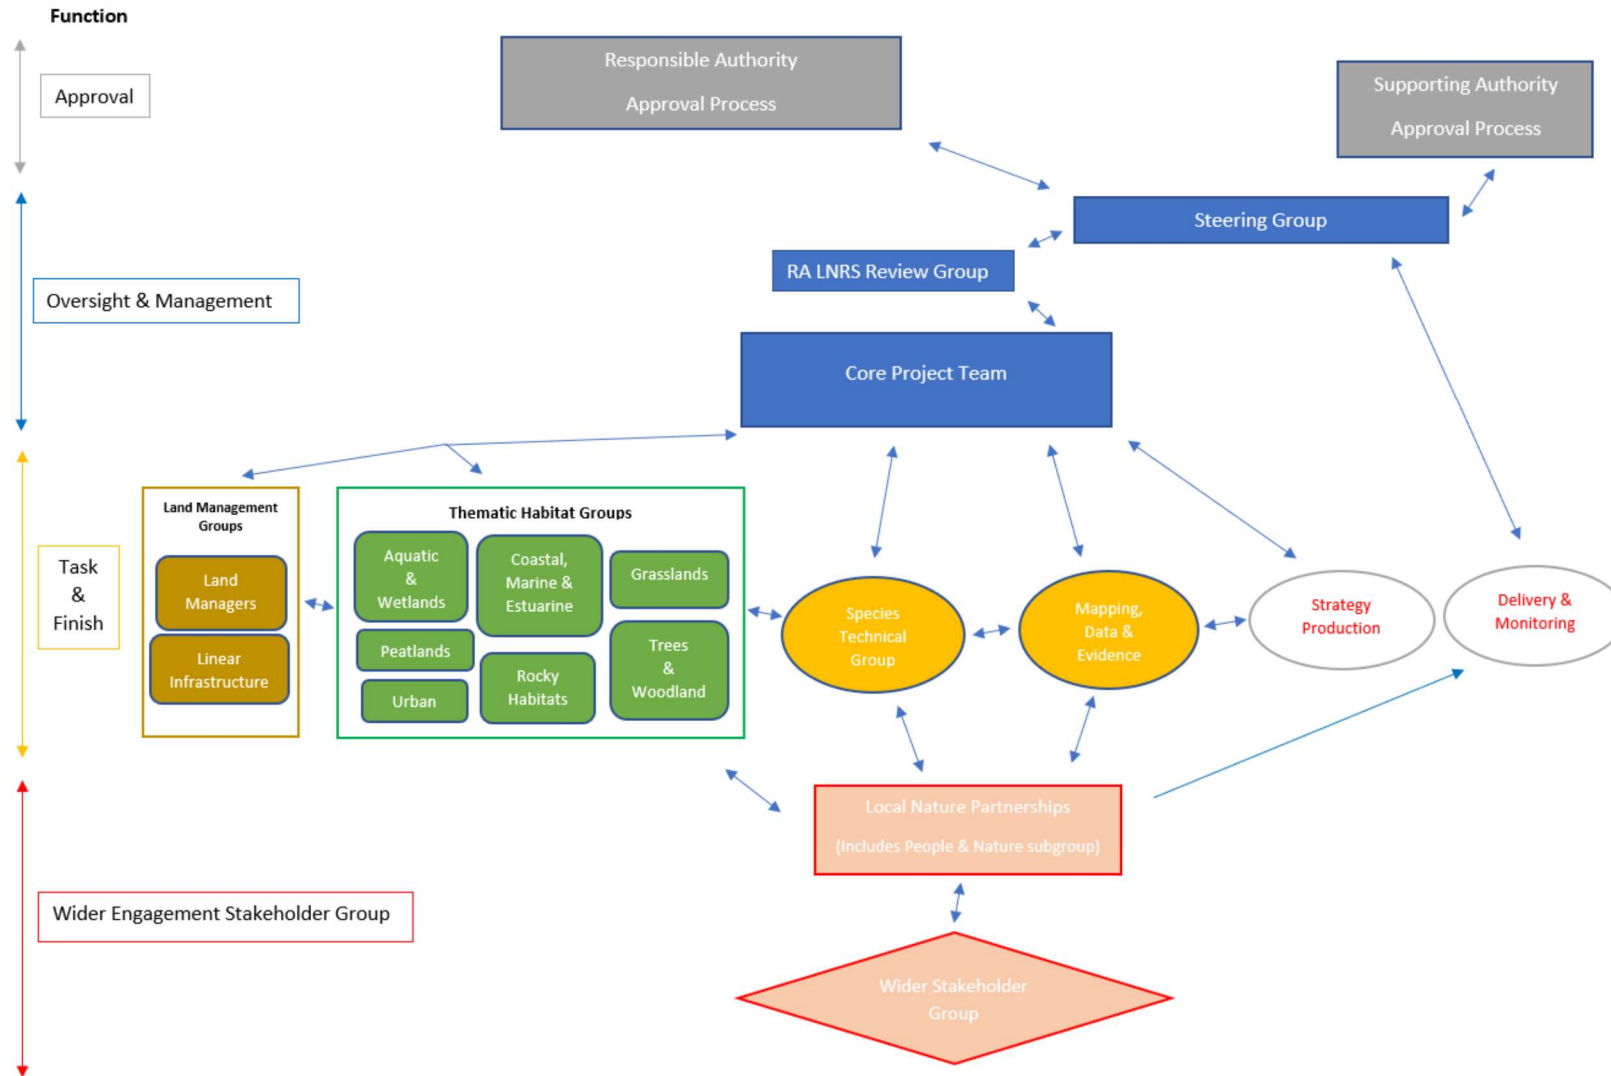 Function
Approval
Responsible Authority
Approval Process
Supporting Authority
Approval Process
Steering Group
RA LNRS Review Group
Oversight & Management
Core Project Team
Task
&
Finish
Land Management
Groups
Land
Managers
Linear
Infrastructure
Thematic Habitat Groups
Aquatic
&
Wetlands
Coastal,
Marine &
Estuarine
Grasslands
Peatlands
Urban
Rocky
Habitats
Trees
&
Woodland
Species
Technical
Group
Mapping,
Data &
Evidence
Strategy
Production
Delivery &
Monitoring
Local Nature Partnerships
(Includes People & Nature subgroup)
Wider Engagement Stakeholder Group
Wider Stakeholder
Group